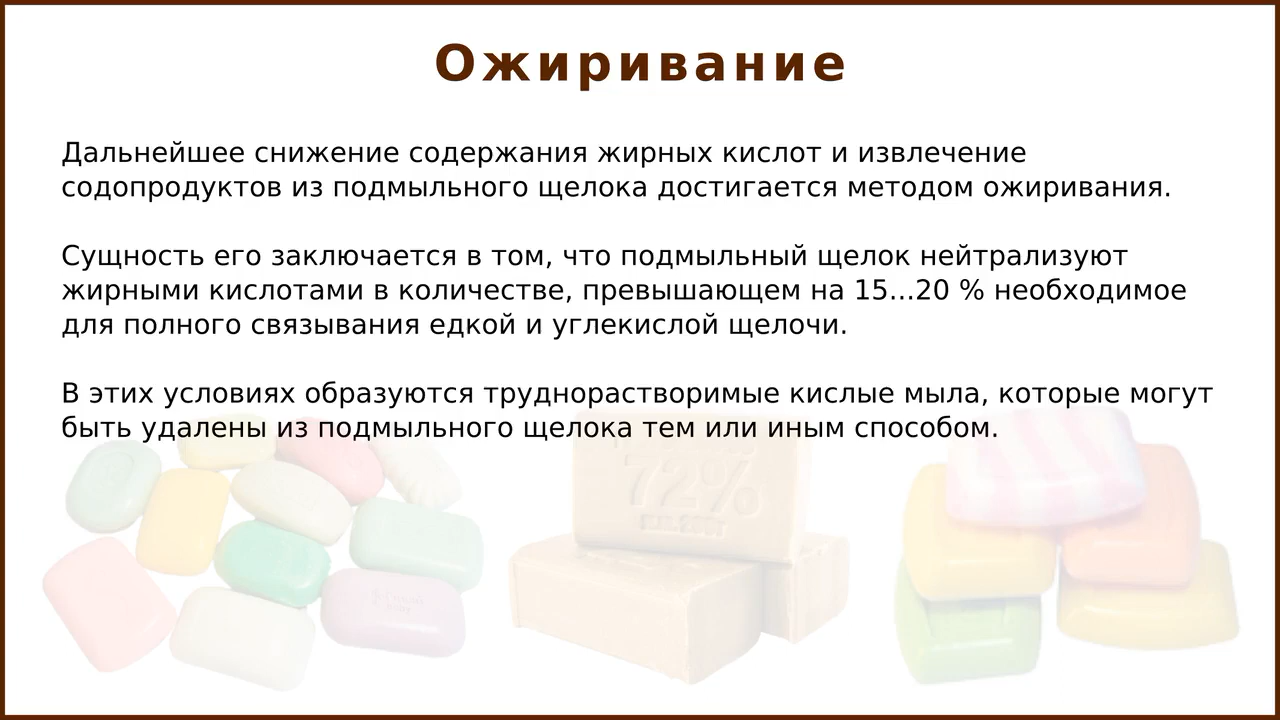 Ожиривание
Дальнейшее снижение содержания жирных кислот и извлечение
содопродуктов из подмыльного щелока достигается методом ожиривания.
Сущность его заключается в том, что подмыльный щелок нейтрализуют
жирными кислотами в количестве, превышающем на 15...20 % необходимое
для полного связывания едкой и углекислой щелочи.
В этих условиях образуются труднорастворимые кислые мыла, которые могут
быть удалены из подмыльного щелока тем или иным способом.
72%